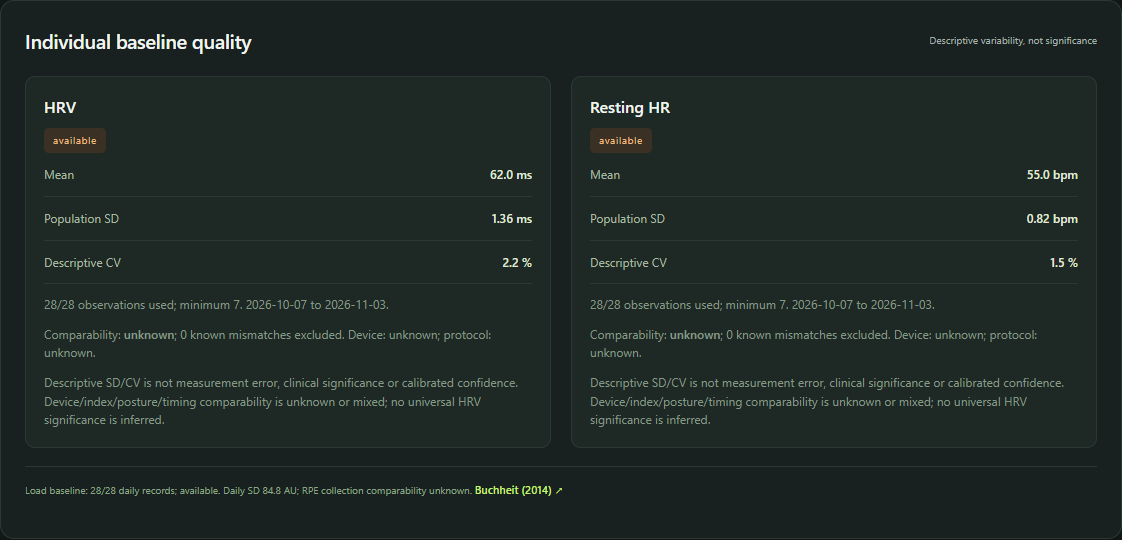 Individual baseline quality
Descriptive variability, not significance
HRV
available
Mean 62.0 ms
Population SD 1.36 ms
Descriptive CV 2.2 %
28/28 observations used; minimum 7. 2026-10-07 to 2026-11-03.
Comparability: unknown; 0 known mismatches excluded. Device: unknown; protocol:
unknown.
Descriptive SD/CV is not measurement error, clinical significance or calibrated confidence.
Device/index/posture/timing comparability is unknown or mixed; no universal HRV
significance is inferred.
Resting HR
available
Mean 55.0 bpm
Population SD 0.82 bpm
Descriptive CV 1.5 %
28/28 observations used; minimum 7. 2026-10-07 to 2026-11-03.
Comparability: unknown; 0 known mismatches excluded. Device: unknown; protocol:
unknown.
Descriptive SD/CV is not measurement error, clinical significance or calibrated confidence.
Device/index/posture/timing comparability is unknown or mixed; no universal HRV
significance is inferred.
Load baseline: 28/28 daily records; available. Daily SD 84.8 AU; RPE collection comparability unknown. Buchheit (2014) ↗